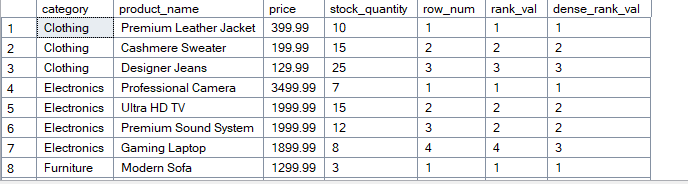 category product_name price stock_quantity row_num rank_val dense_rank_val
1 Clothing Premium Leather Jacket 399.99 10 1 1 1
2 Clothing Cashmere Sweater 199.99 15 2 2 2
3 Clothing Designer Jeans 129.99 25 3 3 3
4 Electronics Professional Camera 3499.99 7 1 1 1
5 Electronics Ultra HD TV 1999.99 15 2 2 2
6 Electronics Premium Sound System 1999.99 12 3 2 2
7 Electronics Gaming Laptop 1899.99 8 4 4 3
8 Furniture Modern Sofa 1299.99 3 1 1 1